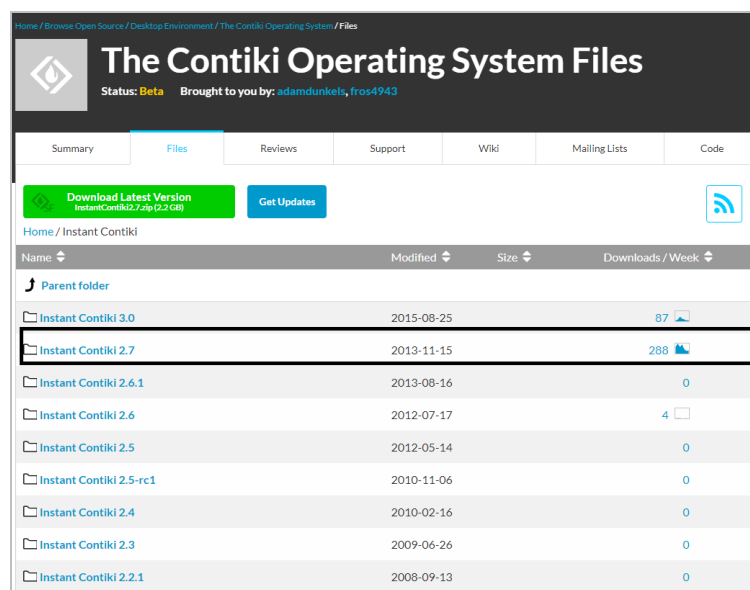 Home / Browse Open Source / Desktop Environment / The Contiki Operating System / Files
The Contiki Operating System Files
Status: Beta Brought to you by: adamdunkels, fros4943
Summary Files Reviews Support Wiki Mailing Lists Code
Download Latest Version
InstantContiki2.7.zip (2.2 GB)
Get Updates
Home / Instant Contiki
Name Modified Size Downloads / Week
Parent folder
Instant Contiki 3.0 2015-08-25 87
Instant Contiki 2.7 2013-11-15 288
Instant Contiki 2.6.1 2013-08-16 0
Instant Contiki 2.6 2012-07-17 4
Instant Contiki 2.5 2012-05-14 0
Instant Contiki 2.5-rc1 2010-11-06 0
Instant Contiki 2.4 2010-02-16 0
Instant Contiki 2.3 2009-06-26 0
Instant Contiki 2.2.1 2008-09-13 0